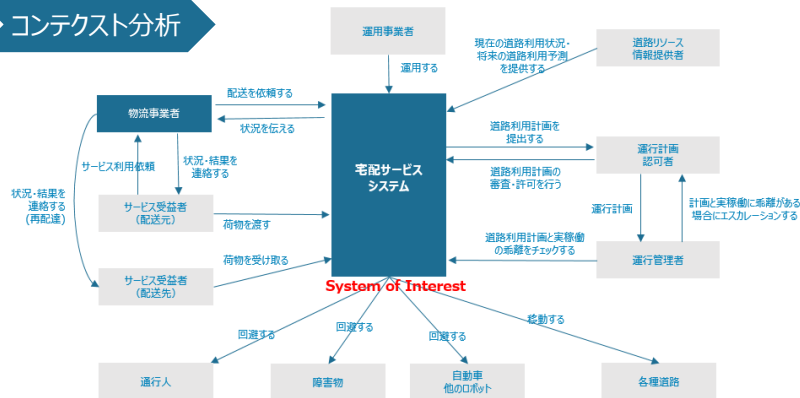 コンテクスト分析
運用事業者
運用する
現在の道路利用状況・
将来の道路利用予測
を提供する
道路リソース
情報提供者
物流事業者
配送を依頼する
状況を伝える
宅配サービス
システム
道路利用計画を
提出する
道路利用計画の
審査・許可を行う
運行計画
認可者
サービス利用依頼
状況・結果を
連絡する
状況・結果を
連絡する
(再配達)
サービス受益者
（配送元）
荷物を渡す
運行計画
計画と実稼働に乖離がある
場合にエスカレーションする
道路利用計画と実稼働
の乖離をチェックする
運行管理者
サービス受益者
（配送先）
荷物を受け取る
System of Interest
回避する
回避する
回避する
移動する
通行人
障害物
自動車
他のロボット
各種道路